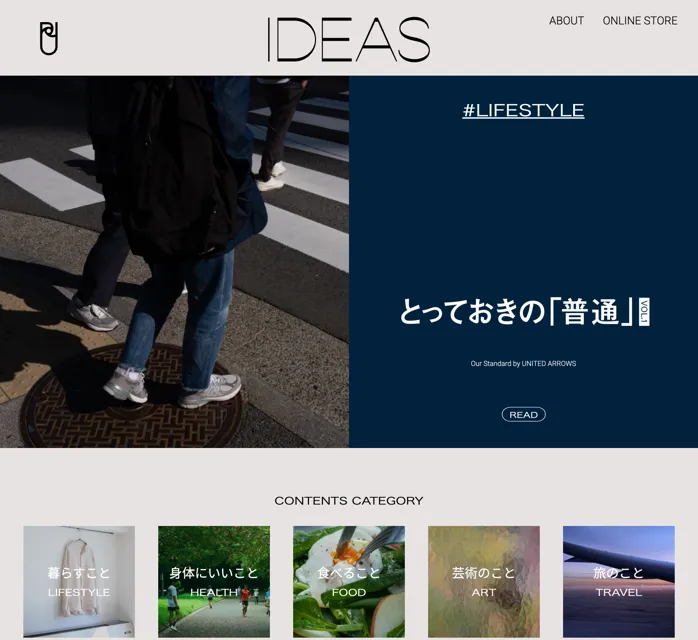 IDEAS
ABOUT
ONLINE STORE
#LIFESTYLE
とっておきの「普通」VOL.1
Our Standard by UNITED ARROWS
READ
CONTENTS CATEGORY
暮らすこと
LIFESTYLE
身体にいいこと
HEALTH
食べること
FOOD
芸術のこと
ART
旅のこと
TRAVEL